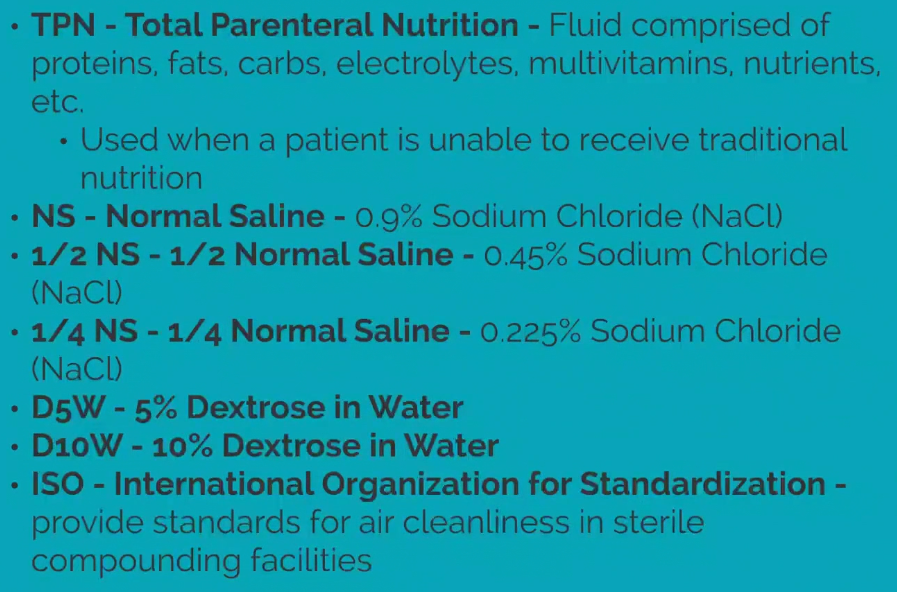 • TPN - Total Parenteral Nutrition - Fluid comprised of
proteins, fats, carbs, electrolytes, multivitamins, nutrients,
etc.
• Used when a patient is unable to receive traditional
nutrition
• NS - Normal Saline - 0.9% Sodium Chloride (NaCl)
• 1/2 NS - 1/2 Normal Saline - 0.45% Sodium Chloride
(NaCl)
• 1/4 NS - 1/4 Normal Saline - 0.225% Sodium Chloride
(NaCl)
• D5W - 5% Dextrose in Water
• D10W - 10% Dextrose in Water
• ISO - International Organization for Standardization -
provide standards for air cleanliness in sterile
compounding facilities